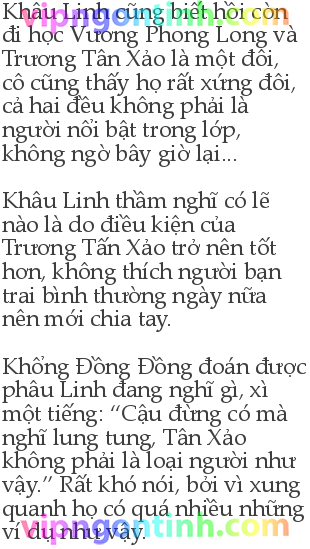 Khâu Linh cũng biết hồi còn
đi học Vương Phong Long và
Trương Tân Xảo là một đôi,
cô cũng thấy họ rất xứng đôi,
cả hai đều không phải là
người nổi bật trong lớp,
không ngờ bây giờ lại...
Khâu Linh thầm nghĩ có lẽ
nào là do điều kiện của
Trương Tấn Xảo trở nên tốt
hơn, không thích người bạn
trai bình thường ngày nữa
nên mới chia tay.
Khổng Đồng Đồng đoán được
phâu Linh đang nghĩ gì, xì
một tiếng: “Cậu đừng có mà
nghĩ lung tung, Tân Xảo
không phải là loại người như
vậy.” Rất khó nói, bởi vì xung
quanh họ có quá nhiều những
ví dụ như vậy.
vipngontinh.com
vipngontinh.com